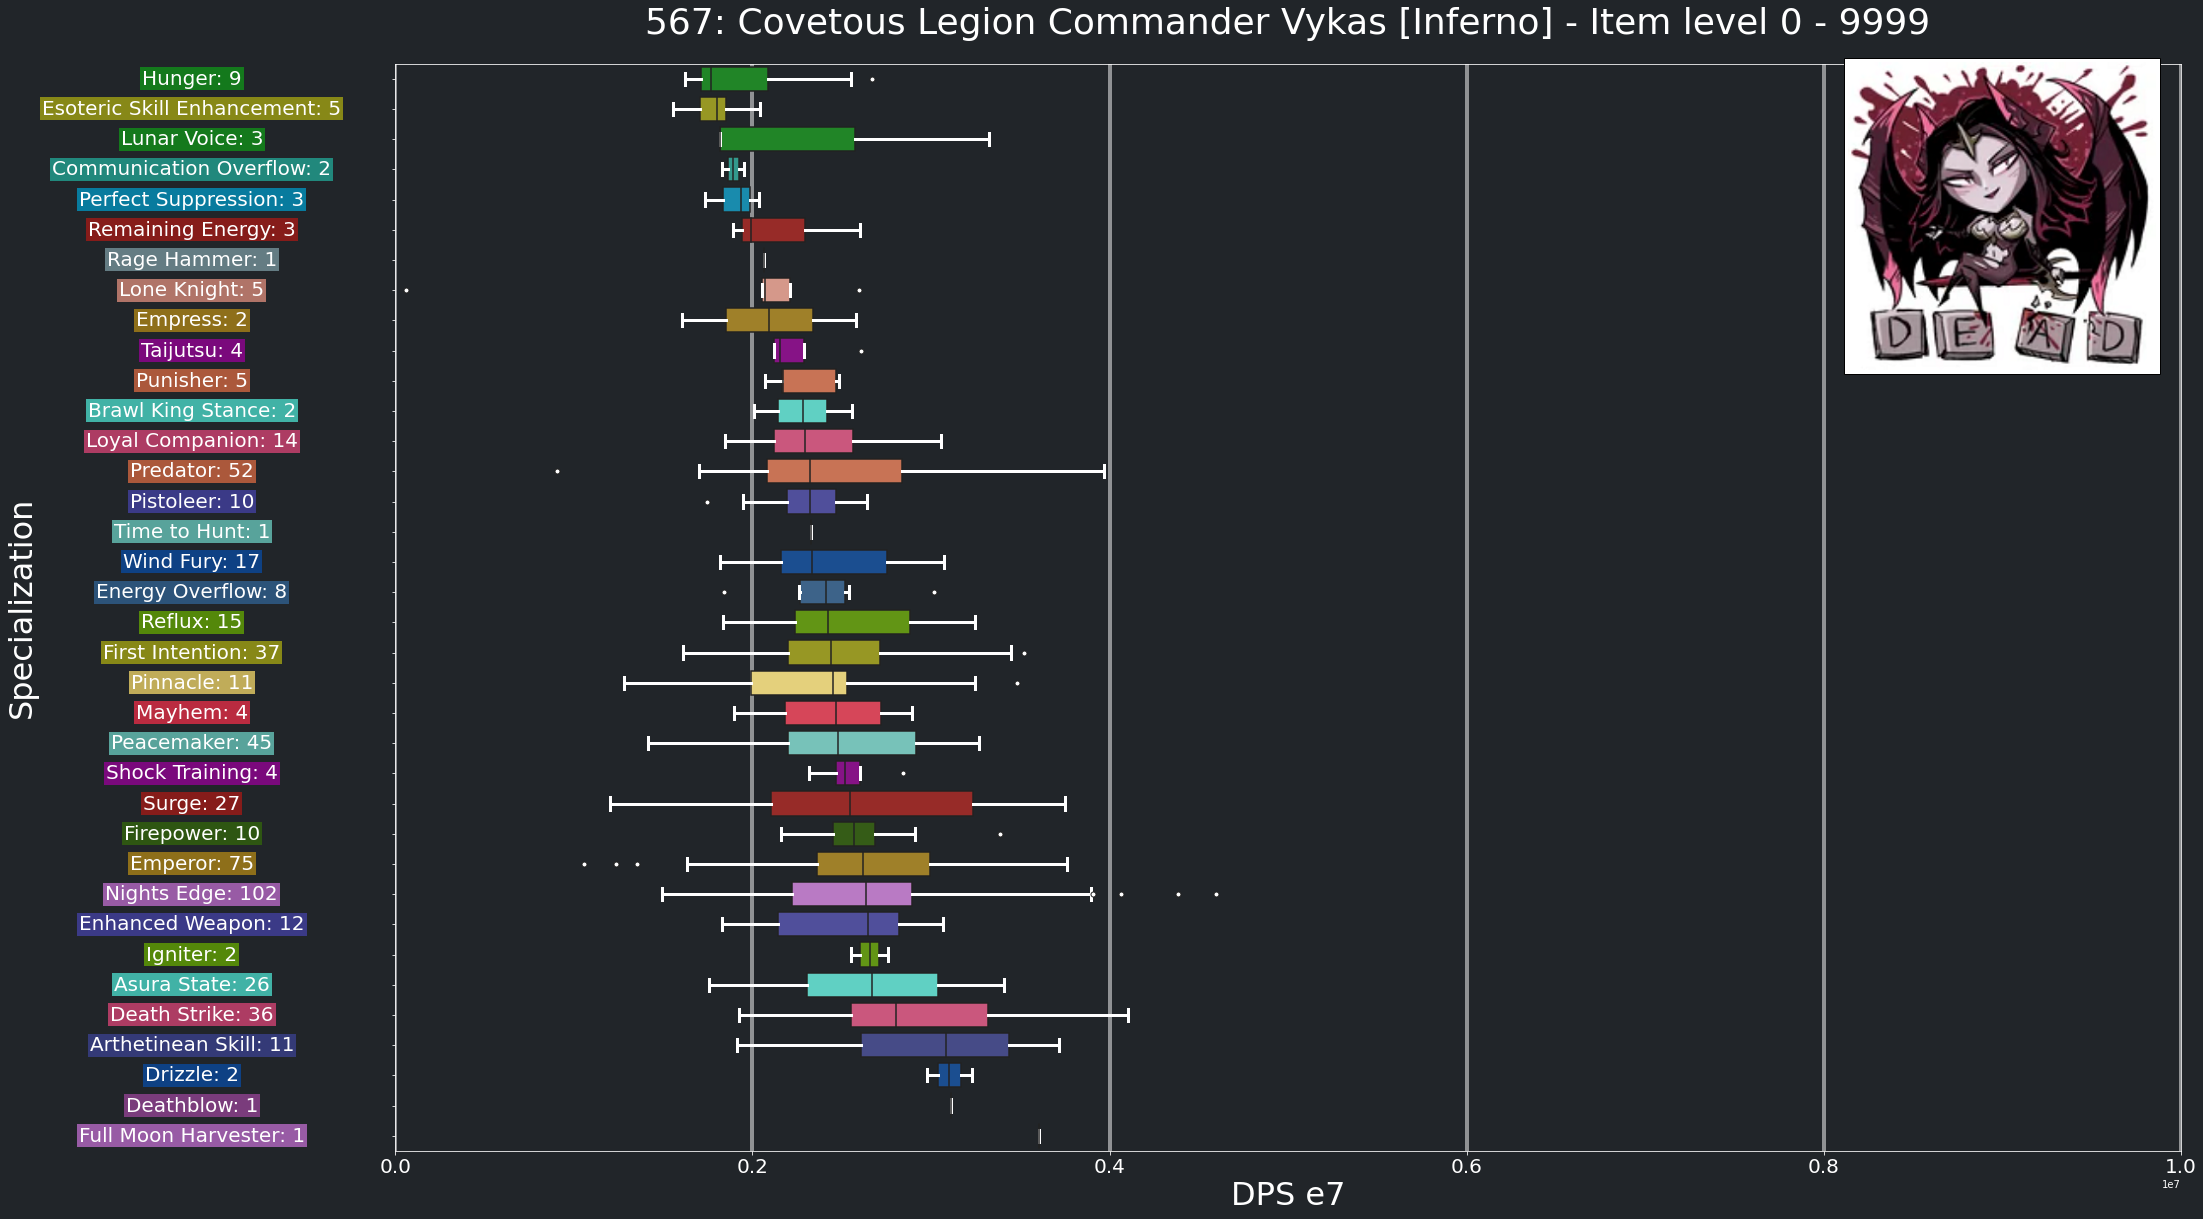 567: Covetous Legion Commander Vykas [Inferno] - Item level 0 - 9999
Hunger: 9
Esoteric Skill Enhancement: 5
Lunar Voice: 3
Communication Overflow: 2
Perfect Suppression: 3
Remaining Energy: 3
Rage Hammer: 1
Lone Knight: 5
Empress: 2
Taijutsu: 4
Punisher: 5
Brawl King Stance: 2
Loyal Companion: 14
Predator: 52
Pistoleer: 10
Time to Hunt: 1
Wind Fury: 17
Energy Overflow: 8
Reflux: 15
First Intention: 37
Pinnacle: 11
Mayhem: 4
Peacemaker: 45
Shock Training: 4
Surge: 27
Firepower: 10
Emperor: 75
Nights Edge: 102
Enhanced Weapon: 12
Igniter: 2
Asura State: 26
Death Strike: 36
Arthetinean Skill: 11
Drizzle: 2
Deathblow: 1
Full Moon Harvester: 1
Specialization
DEAD
0.0 0.2 0.4 0.6 0.8 1.0
1e7
DPS e7